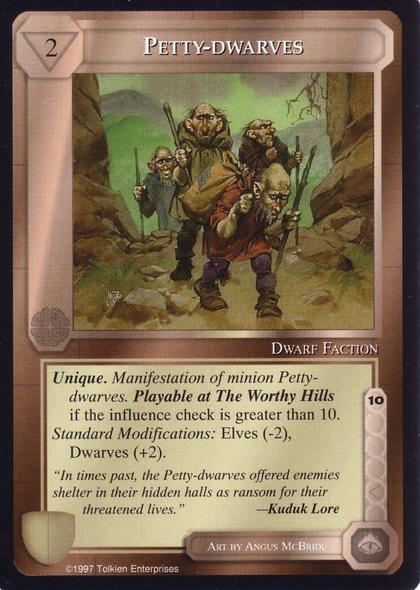 2
PETTY-DWARVES
DWARF FACTION
Unique. Manifestation of minion Petty-
dwarves. Playable at The Worthy Hills
if the influence check is greater than 10.
Standard Modifications: Elves (-2),
Dwarves (+2).
10
“In times past, the Petty-dwarves offered enemies
shelter in their hidden halls as ransom for their
threatened lives.” —Kuduk Lore
ART BY ANGUS MCBRIDE
©1997 Tolkien Enterprises